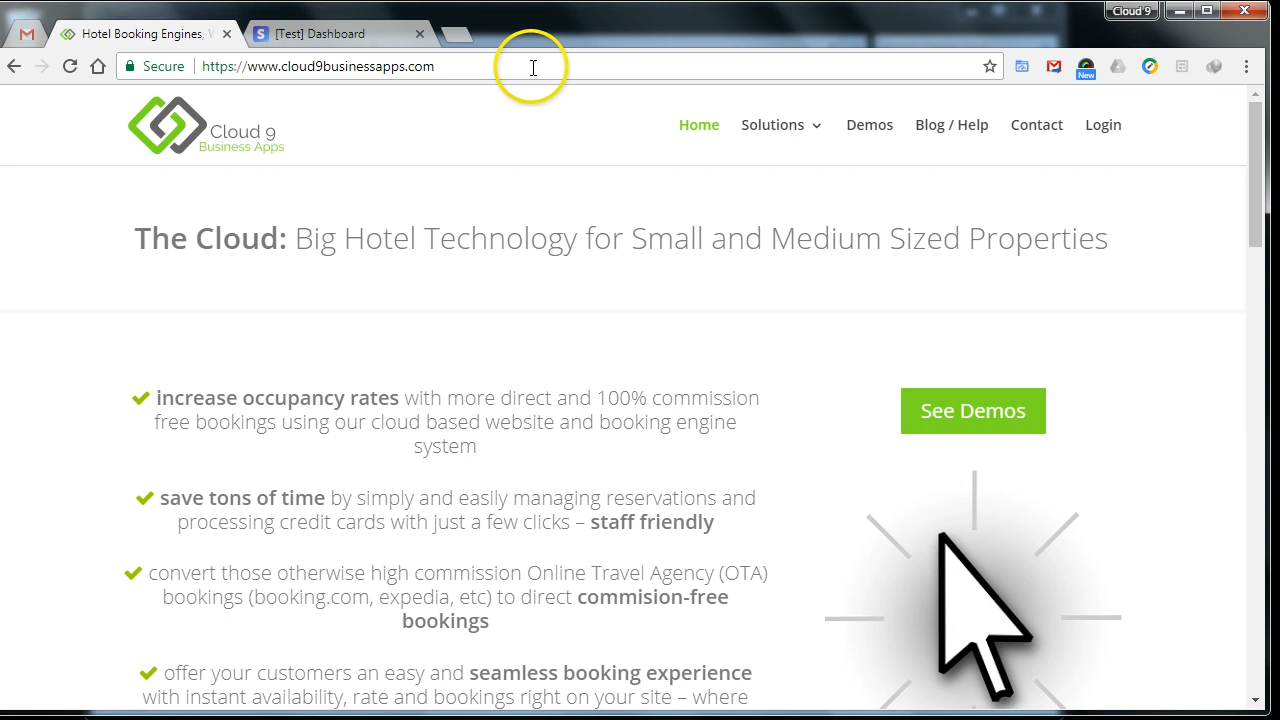 Cloud 9
Hotel Booking Engines, W
[Test] Dashboard
Secure
https://www.cloud9businessapps.com
New
Cloud 9
Business Apps
Home
Solutions
Demos
Blog / Help
Contact
Login
The Cloud: Big Hotel Technology for Small and Medium Sized Properties
increase occupancy rates with more direct and 100% commission
free bookings using our cloud based website and booking engine
system
See Demos
save tons of time by simply and easily managing reservations and
processing credit cards with just a few clicks – staff friendly
convert those otherwise high commission Online Travel Agency (OTA)
bookings (booking.com, expedia, etc) to direct commision-free
bookings
offer your customers an easy and seamless booking experience
with instant availability, rate and bookings right on your site – where